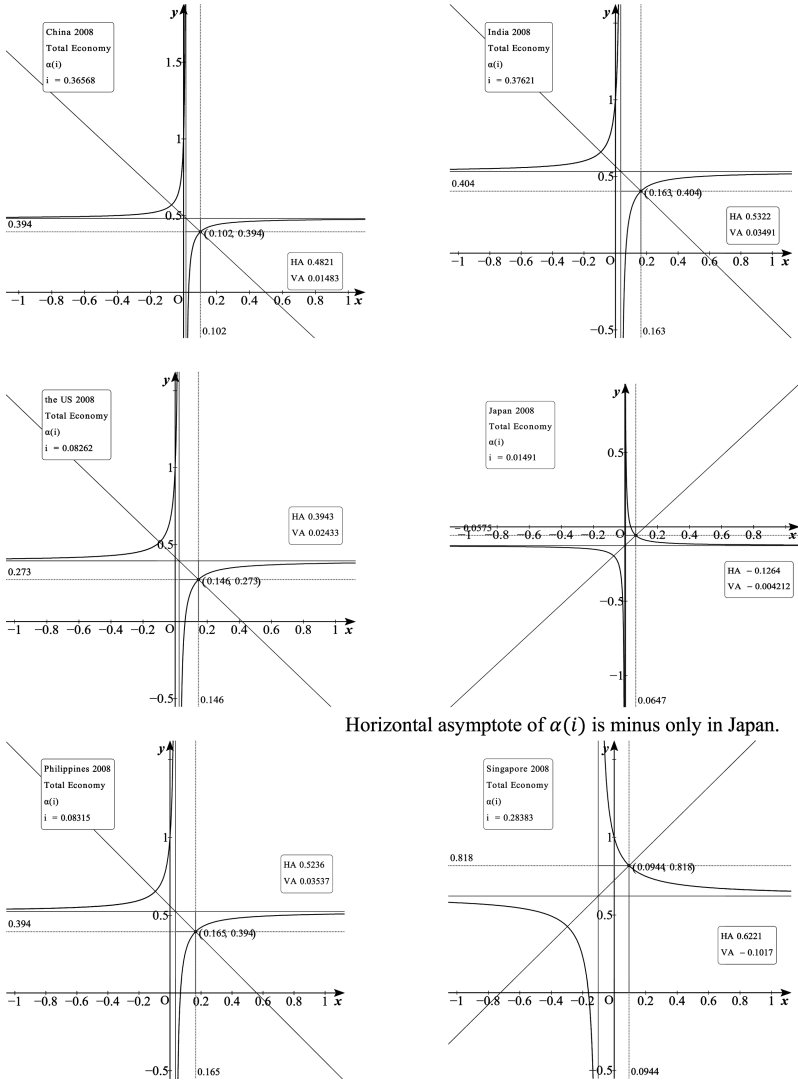 y
China 2008
Total Economy
α(i)
i = 0.36568
1.5
1
0.5
0.394
(0.102, 0.394)
HA 0.4821
VA 0.01483
−1 −0.8 −0.6 −0.4 −0.2 O 0.2 0.4 0.6 0.8 1 x
0.102
y
India 2008
Total Economy
α(i)
i = 0.37621
1
0.5
0.404
(0.163, 0.404)
HA 0.5322
VA 0.03491
−1 −0.8 −0.6 −0.4 −0.2 O 0.2 0.4 0.6 0.8 1 x
−0.5
0.163
y
the US 2008
Total Economy
α(i)
i = 0.08262
1
HA 0.3943
VA 0.02433
0.5
0.273
(0.146, 0.273)
−1 −0.8 −0.6 −0.4 −0.2 O 0.2 0.4 0.6 0.8 1 x
−0.5
0.146
y
Japan 2008
Total Economy
α(i)
i = 0.01491
0.5
−0.0575
−1 −0.8 −0.6 −0.4 −0.2 O 0.2 0.4 0.6 0.8 1 x
HA −0.1264
VA −0.004212
−0.5
−1
0.0647
Horizontal asymptote of α(i) is minus only in Japan.
y
Philippines 2008
Total Economy
α(i)
i = 0.08315
1
HA 0.5236
VA 0.03537
0.5
0.394
(0.165, 0.394)
−1 −0.8 −0.6 −0.4 −0.2 O 0.2 0.4 0.6 0.8 1 x
−0.5
0.165
y
Singapore 2008
Total Economy
α(i)
i = 0.28383
1
0.818
(0.0944, 0.818)
0.5
HA 0.6221
VA −0.1017
−1 −0.8 −0.6 −0.4 −0.2 O 0.2 0.4 0.6 0.8 1 x
−0.5
0.0944